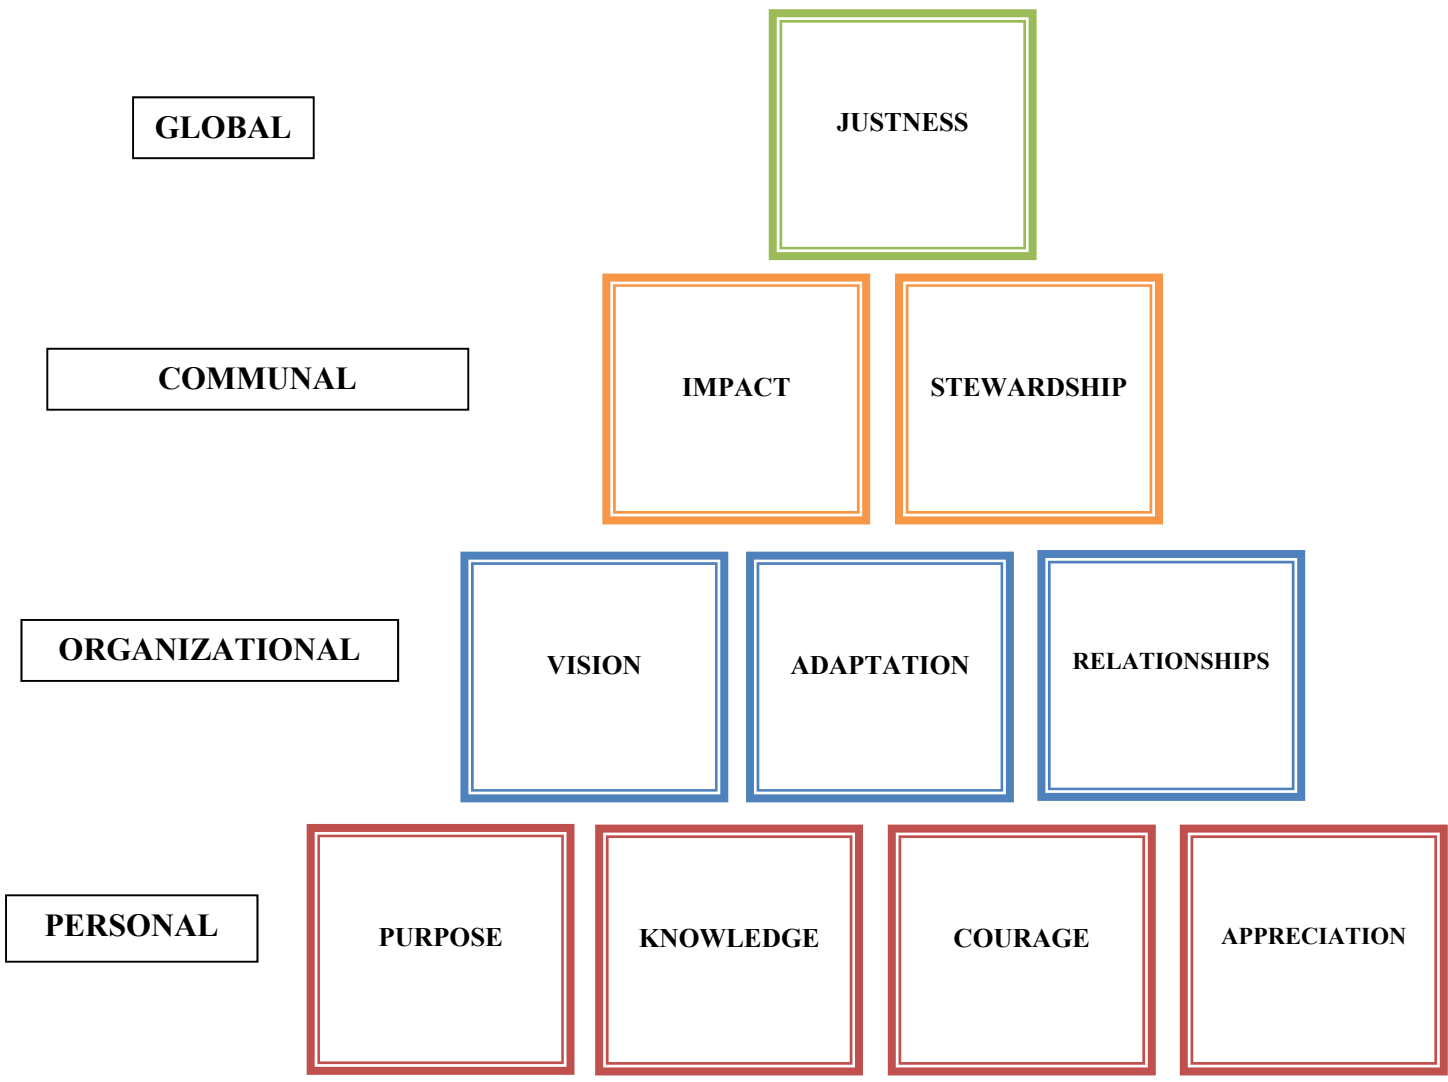 GLOBAL
JUSTNESS
COMMUNAL
IMPACT
STEWARDSHIP
ORGANIZATIONAL
VISION
ADAPTATION
RELATIONSHIPS
PERSONAL
PURPOSE
KNOWLEDGE
COURAGE
APPRECIATION